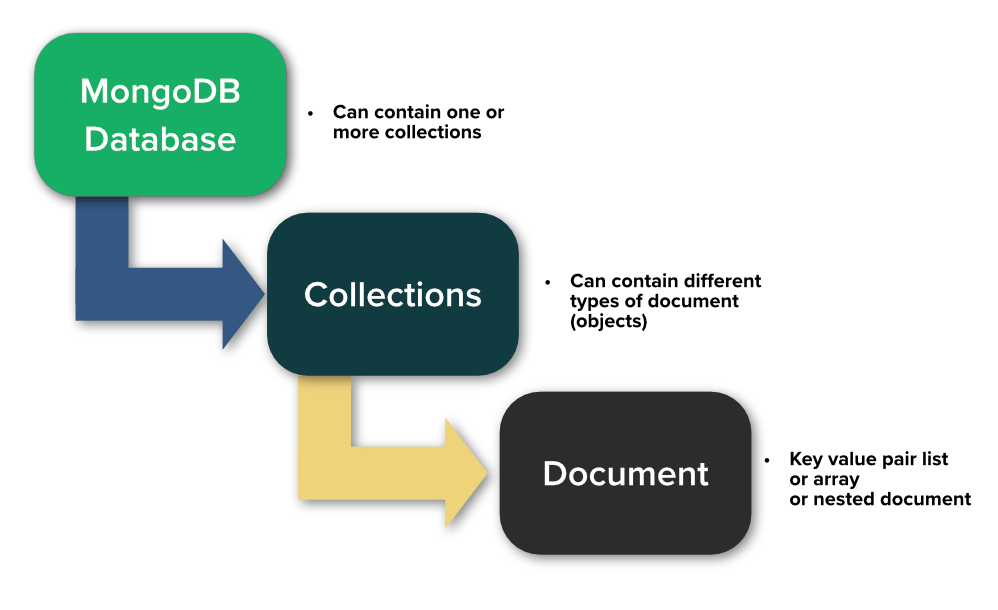 MongoDB
Database
• Can contain one or
more collections
Collections
• Can contain different
types of document
(objects)
Document
• Key value pair list
or array
or nested document